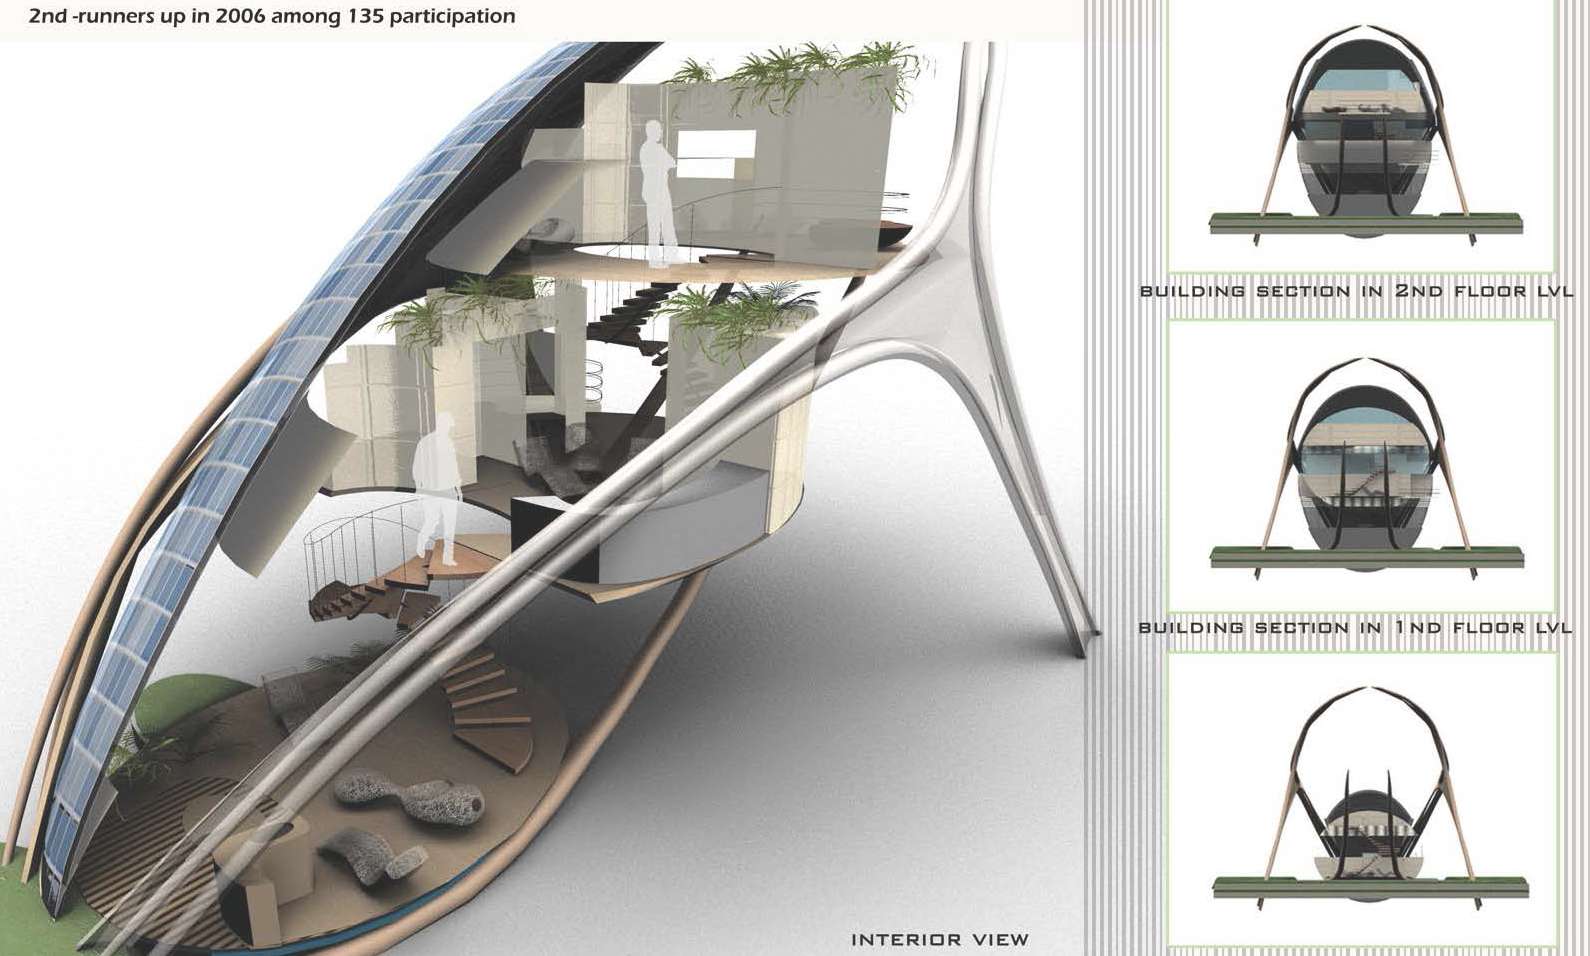 2nd -runners up in 2006 among 135 participation
BUILDING SECTION IN 2ND FLOOR LVL
BUILDING SECTION IN 1ND FLOOR LVL
INTERIOR VIEW